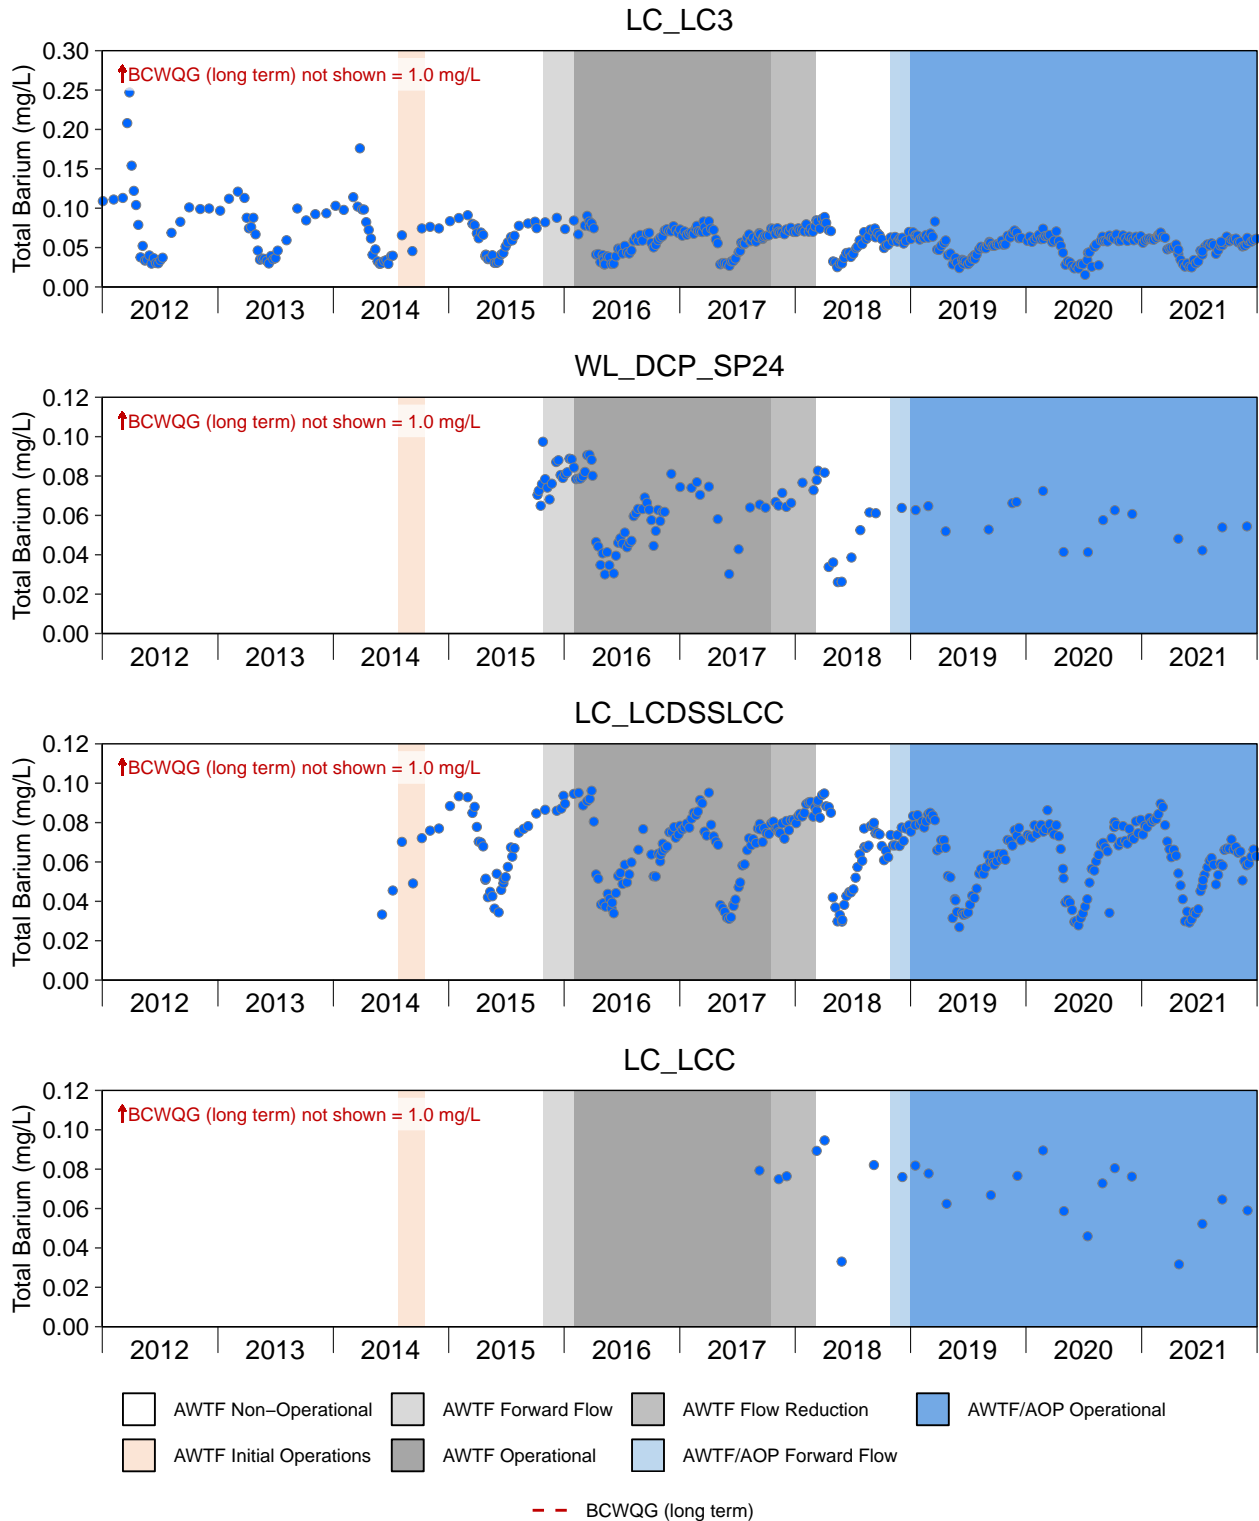 LC_LC3
Total Barium (mg/L)
0.30
0.25
0.20
0.15
0.10
0.05
0.00
BCWQG (long term) not shown = 1.0 mg/L
2012 2013 2014 2015 2016 2017 2018 2019 2020 2021
WL_DCP_SP24
Total Barium (mg/L)
0.12
0.10
0.08
0.06
0.04
0.02
0.00
BCWQG (long term) not shown = 1.0 mg/L
2012 2013 2014 2015 2016 2017 2018 2019 2020 2021
LC_LCDSSLCC
Total Barium (mg/L)
0.12
0.10
0.08
0.06
0.04
0.02
0.00
BCWQG (long term) not shown = 1.0 mg/L
2012 2013 2014 2015 2016 2017 2018 2019 2020 2021
LC_LCC
Total Barium (mg/L)
0.12
0.10
0.08
0.06
0.04
0.02
0.00
BCWQG (long term) not shown = 1.0 mg/L
2012 2013 2014 2015 2016 2017 2018 2019 2020 2021
AWTF Non−Operational AWTF Forward Flow AWTF Flow Reduction AWTF/AOP Operational
AWTF Initial Operations AWTF Operational AWTF/AOP Forward Flow
BCWQG (long term)